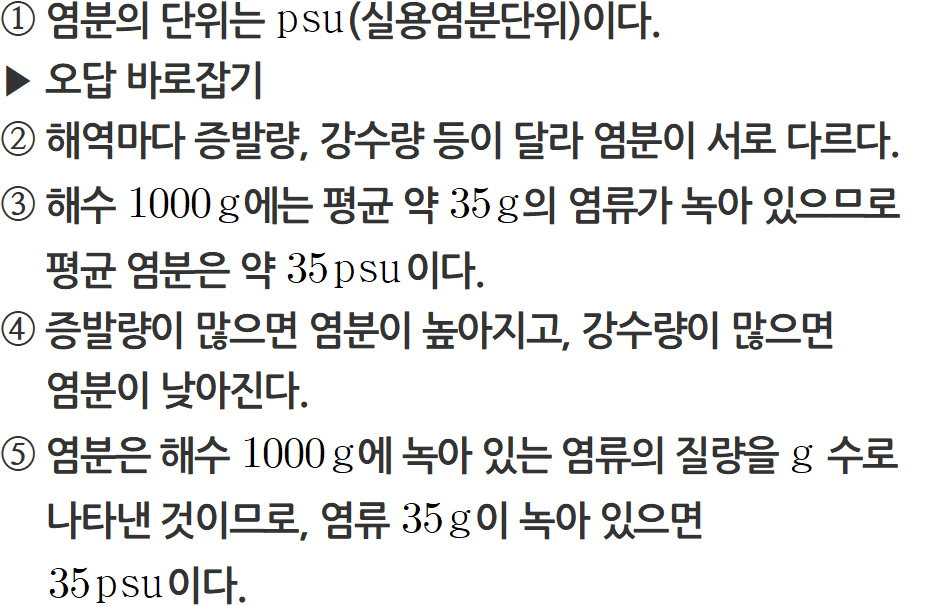 ① 염분의 단위는 psu(실용염분단위)이다.
▶ 오답 바로잡기
② 해역마다 증발량, 강수량 등이 달라 염분이 서로 다르다.
③ 해수 1000 g에는 평균 약 35 g의 염류가 녹아 있으므로
평균 염분은 약 35 psu이다.
④ 증발량이 많으면 염분이 높아지고, 강수량이 많으면
염분이 낮아진다.
⑤ 염분은 해수 1000 g에 녹아 있는 염류의 질량을 g 수로
나타낸 것이므로, 염류 35 g이 녹아 있으면
35 psu이다.